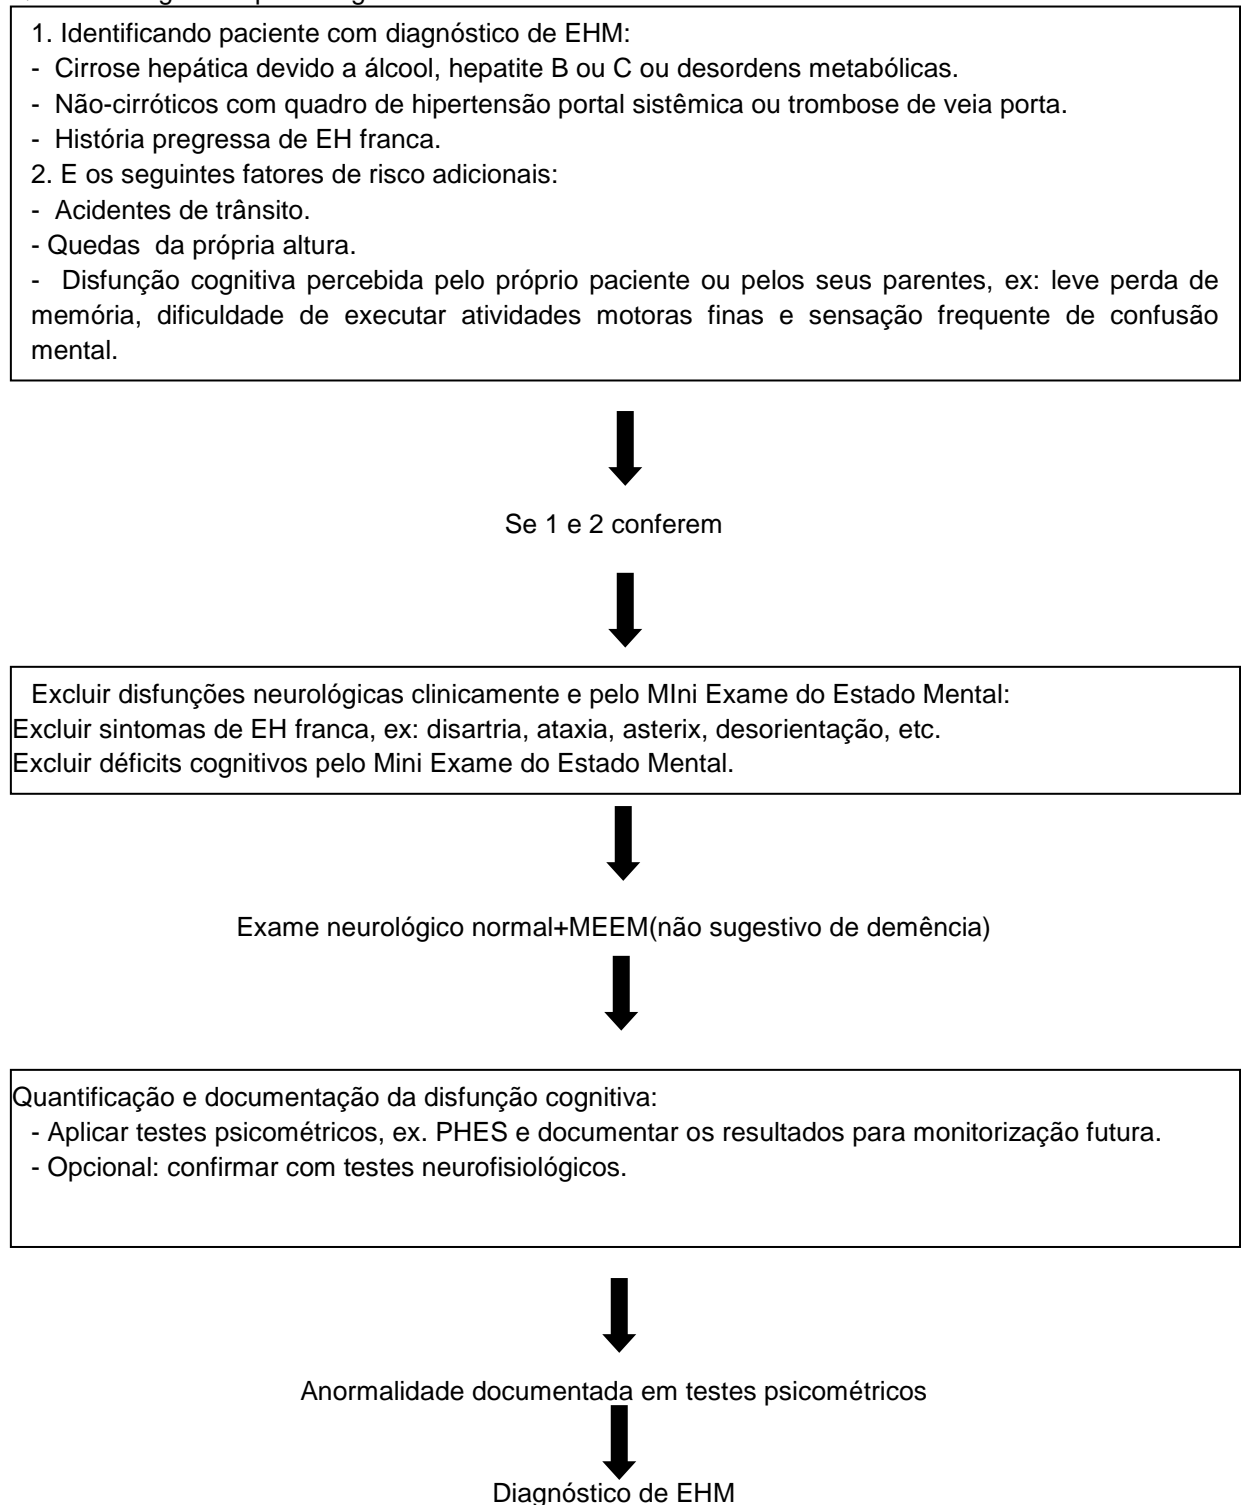 1. Identificando paciente com diagnóstico de EHM:
- Cirrose hepática devido a álcool, hepatite B ou C ou desordens metabólicas.
- Não-cirróticos com quadro de hipertensão portal sistêmica ou trombose de veia porta.
- História pregressa de EH franca.
2. E os seguintes fatores de risco adicionais:
- Acidentes de trânsito.
- Quedas da própria altura.
- Disfunção cognitiva percebida pelo próprio paciente ou pelos seus parentes, ex: leve perda de
memória, dificuldade de executar atividades motoras finas e sensação frequente de confusão
mental.
Se 1 e 2 conferem
Excluir disfunções neurológicas clinicamente e pelo MIni Exame do Estado Mental:
Excluir sintomas de EH franca, ex: disartria, ataxia, asterix, desorientação, etc.
Excluir déficits cognitivos pelo Mini Exame do Estado Mental.
Exame neurológico normal+MEEM(não sugestivo de demência)
Quantificação e documentação da disfunção cognitiva:
- Aplicar testes psicométricos, ex. PHES e documentar os resultados para monitorização futura.
- Opcional: confirmar com testes neurofisiológicos.
Anormalidade documentada em testes psicométricos
Diagnóstico de EHM